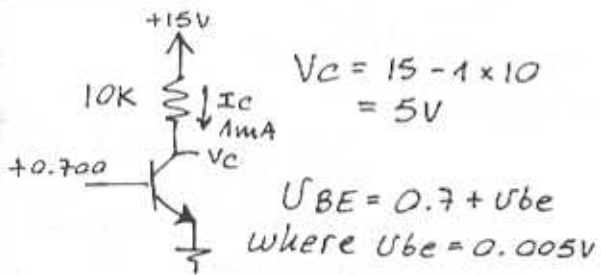 +15V
10K
Ic
1mA
Vc
+0.700
Vc = 15 - 1 x 10
= 5V
UBE = 0.7 + Ube
where Ube = 0.005V